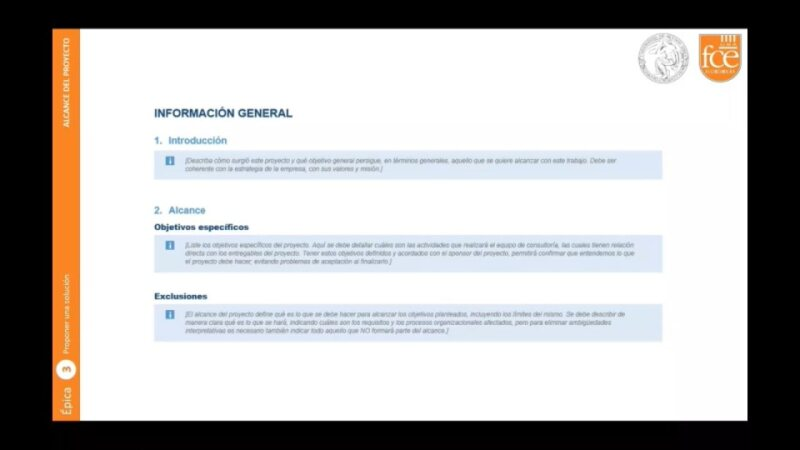 ALCANCE DEL PROYECTO
fce
INFORMACIÓN GENERAL
1. Introducción
[Describa cómo surgió este proyecto y qué objetivo general persigue, en términos generales, aquello que se quiere alcanzar con este trabajo. Debe ser
coherente con la estrategia de la empresa, con sus valores y misión.]
2. Alcance
Objetivos específicos
[Liste los objetivos específicos del proyecto. Aquí se debe detallar cuáles son las actividades que realizará el equipo de consultoría, las cuales tienen relación
directa con los entregables del proyecto. Tener estos objetivos definidos y acordados con el sponsor del proyecto, permitirá confirmar que entendemos lo que
el proyecto debe hacer, evitando problemas de aceptación al finalizarlo.]
Exclusiones
[El alcance del proyecto define qué es lo que se debe hacer para alcanzar los objetivos planteados, incluyendo los límites del mismo. Se debe describir de
manera clara qué es lo que se hará, indicando cuáles son los requisitos y los procesos organizacionales afectados, pero para eliminar ambigüedades
interpretativas es necesario también indicar todo aquello que NO formará parte del alcance.]
Épica 3 Proponer una solución